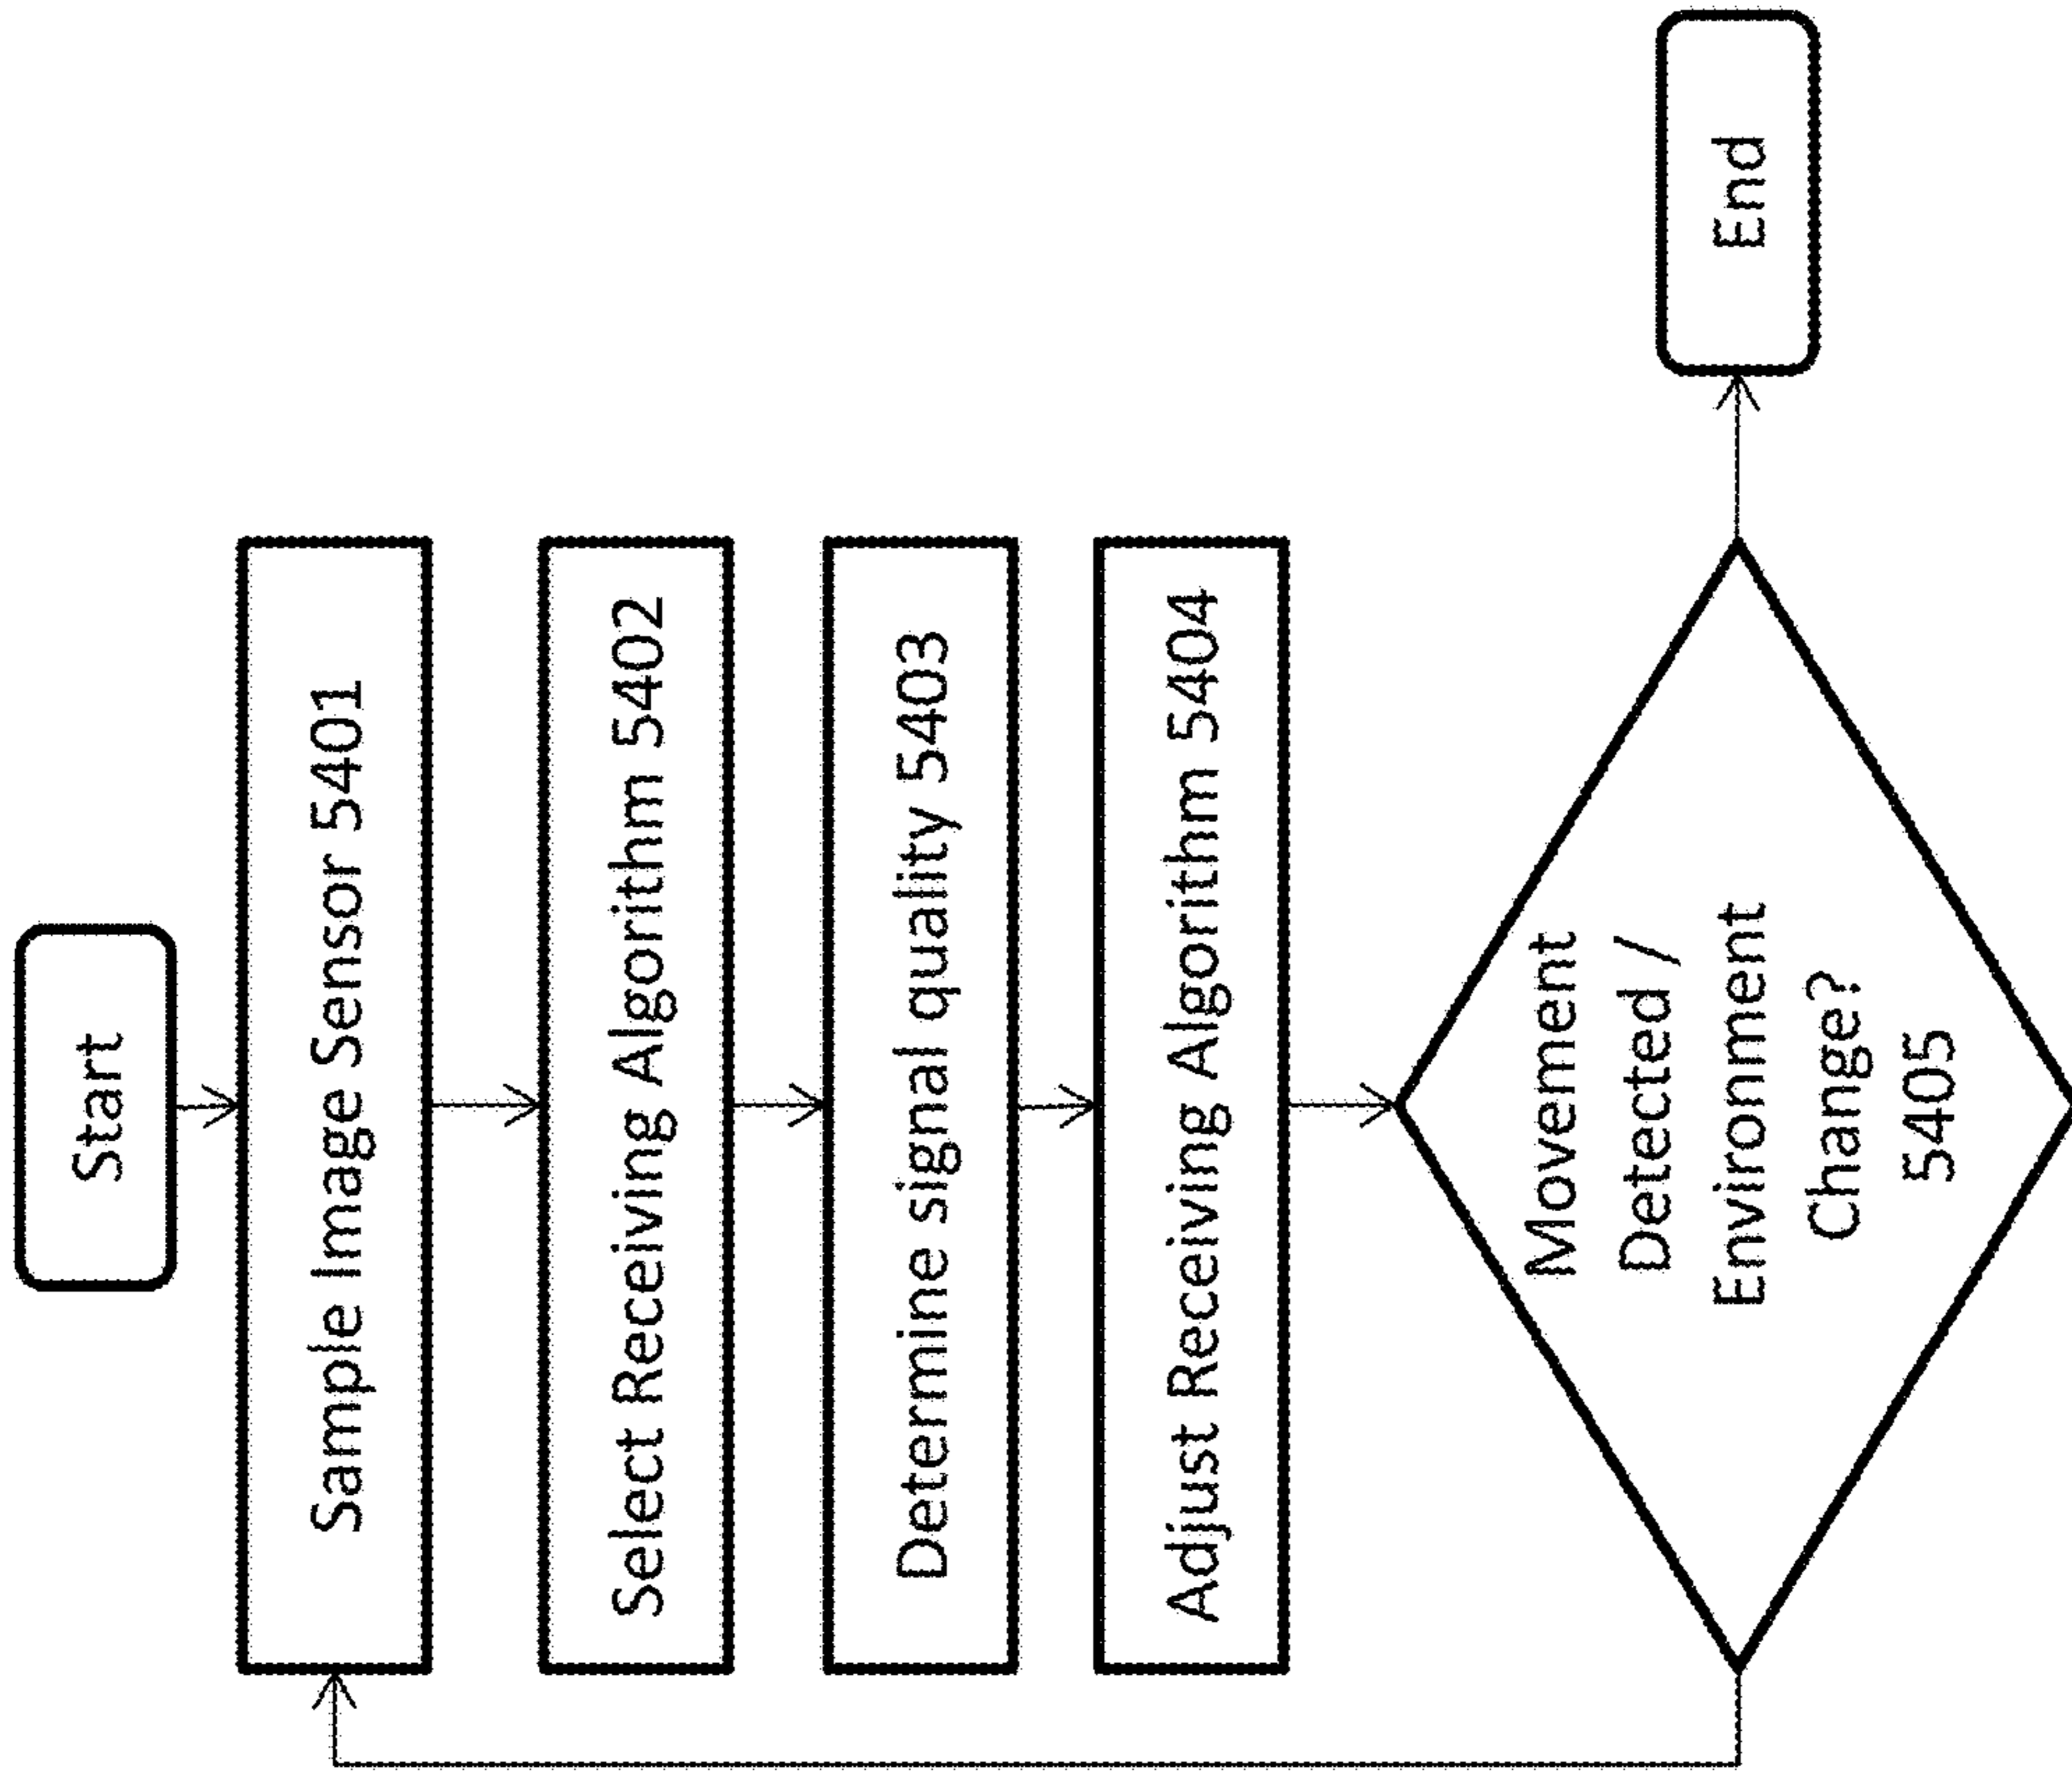 Start
Sample Image Sensor 5401
Select Receiving Algorithm 5402
Determine signal quality 5403
Adjust Receiving Algorithm 5404
Movement
Detected /
Environment
Change?
5405
End